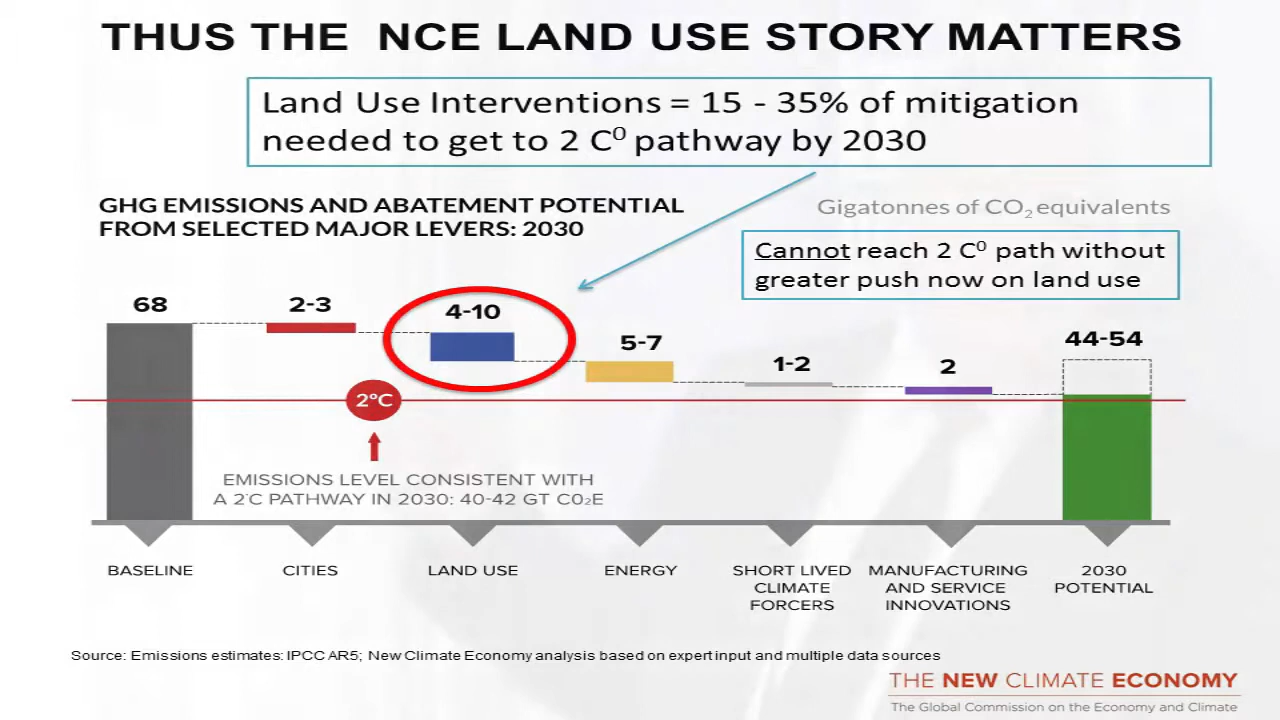 THUS THE NCE LAND USE STORY MATTERS
Land Use Interventions = 15 - 35% of mitigation
needed to get to 2 C⁰ pathway by 2030
GHG EMISSIONS AND ABATEMENT POTENTIAL
FROM SELECTED MAJOR LEVERS: 2030
Gigatonnes of CO₂ equivalents
Cannot reach 2 C⁰ path without
greater push now on land use
68
2-3
4-10
5-7
1-2
2
44-54
2°C
EMISSIONS LEVEL CONSISTENT WITH
A 2°C PATHWAY IN 2030: 40-42 GT CO₂E
BASELINE
CITIES
LAND USE
ENERGY
SHORT LIVED
CLIMATE
FORCERS
MANUFACTURING
AND SERVICE
INNOVATIONS
2030
POTENTIAL
Source: Emissions estimates: IPCC AR5; New Climate Economy analysis based on expert input and multiple data sources
THE NEW CLIMATE ECONOMY
The Global Commission on the Economy and Climate